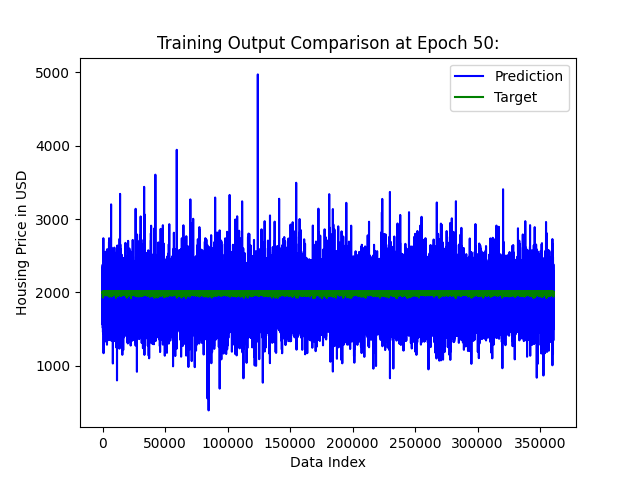 Training Output Comparison at Epoch 50:
Prediction
Target
Housing Price in USD
5000
4000
3000
2000
1000
0 50000 100000 150000 200000 250000 300000 350000
Data Index